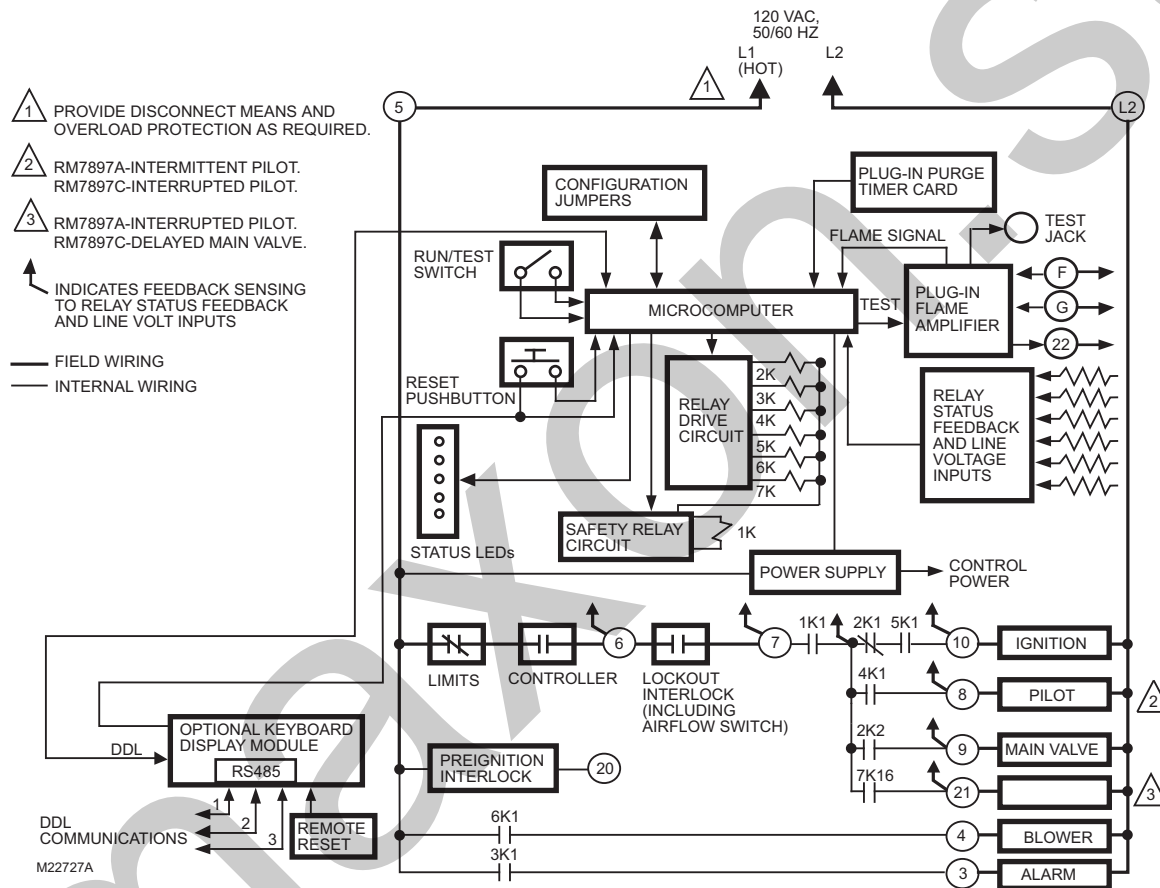 120 VAC,
50/60 HZ
L1
(HOT)
L2
1
5
L2
1 PROVIDE DISCONNECT MEANS AND
OVERLOAD PROTECTION AS REQUIRED.
2 RM7897A-INTERMITTENT PILOT.
RM7897C-INTERRUPTED PILOT.
3 RM7897A-INTERRUPTED PILOT.
RM7897C-DELAYED MAIN VALVE.
INDICATES FEEDBACK SENSING
TO RELAY STATUS FEEDBACK
AND LINE VOLT INPUTS
FIELD WIRING
INTERNAL WIRING
CONFIGURATION
JUMPERS
PLUG-IN PURGE
TIMER CARD
TEST
JACK
FLAME SIGNAL
RUN/TEST
SWITCH
MICROCOMPUTER
TEST
PLUG-IN
FLAME
AMPLIFIER
F
G
22
RESET
PUSHBUTTON
RELAY
DRIVE
CIRCUIT
2K
3K
4K
5K
6K
7K
RELAY
STATUS
FEEDBACK
AND LINE
VOLTAGE
INPUTS
STATUS LEDs
SAFETY RELAY
CIRCUIT
1K
POWER SUPPLY
CONTROL
POWER
LIMITS
CONTROLLER
6
LOCKOUT
INTERLOCK
(INCLUDING
AIRFLOW SWITCH)
7
1K1
2K1
5K1
10
IGNITION
4K1
8
PILOT
2
2K2
9
MAIN VALVE
7K16
21
3
OPTIONAL KEYBOARD
DISPLAY MODULE
RS485
DDL
PREIGNITION
INTERLOCK
20
1
2
3
DDL
COMMUNICATIONS
REMOTE
RESET
6K1
4
BLOWER
3K1
3
ALARM
M22727A
maxon.s